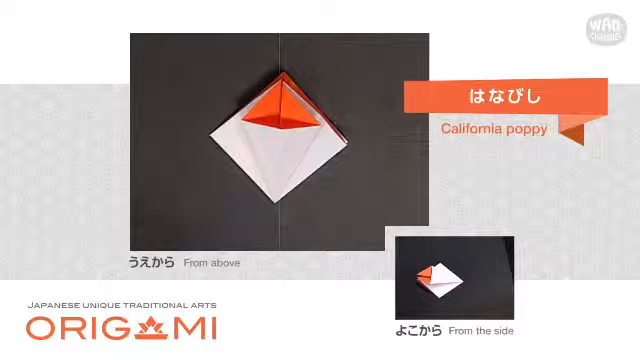 WAO!
CHANNEL
はなびし
California poppy
うえから From above
よこから From the side
JAPANESE UNIQUE TRADITIONAL ARTS
ORIGAMI